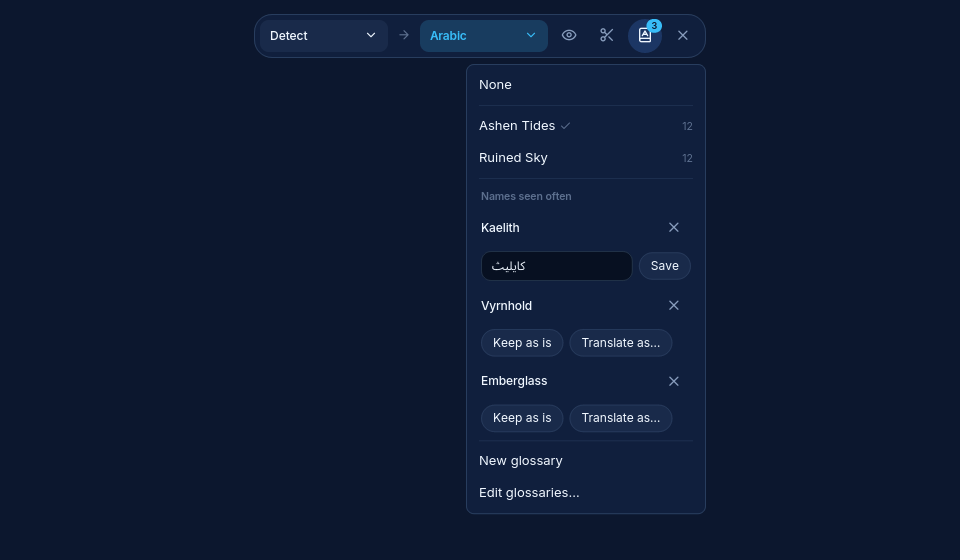 Detect → Arabic 3
None
Ashen Tides ✓ 12
Ruined Sky 12
Names seen often
Kaelith
كايليث
Save
Vyrnhold
Keep as is Translate as...
Emberglass
Keep as is Translate as...
New glossary
Edit glossaries...